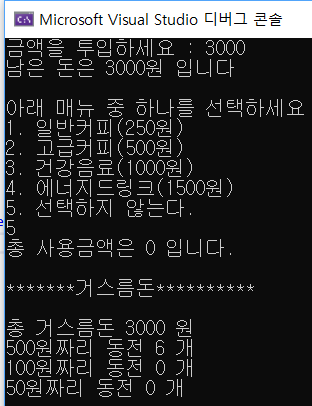 Microsoft Visual Studio 디버그 콘솔
금액을 투입하세요 : 3000
남은 돈은 3000원 입니다
아래 매뉴 중 하나를 선택하세요
1. 일반커피(250원)
2. 고급커피(500원)
3. 건강음료(1000원)
4. 에너지드링크(1500원)
5. 선택하지 않는다.
5
총 사용금액은 0 입니다.
*******거스름돈**********
총 거스름돈 3000 원
500원짜리 동전 6 개
100원짜리 동전 0 개
50원짜리 동전 0 개